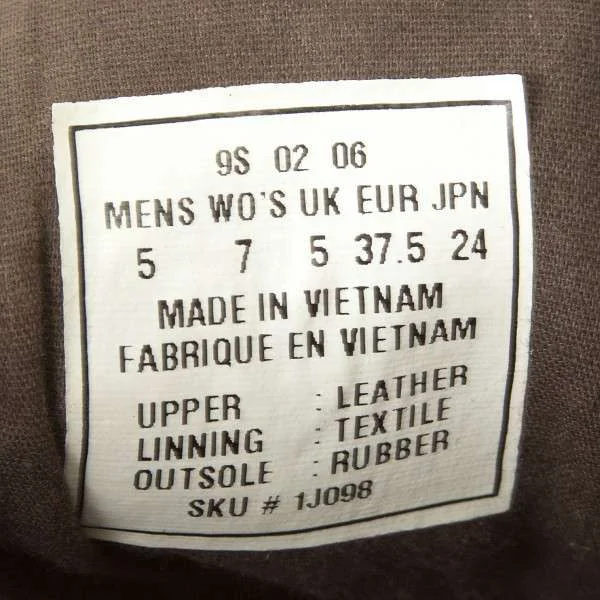 9S 02 06
MENS WO'S UK EUR JPN
5 7 5 37.5 24
MADE IN VIETNAM
FABRIQUE EN VIETNAM
UPPER : LEATHER
LINNING : TEXTILE
OUTSOLE : RUBBER
SKU # 1J098